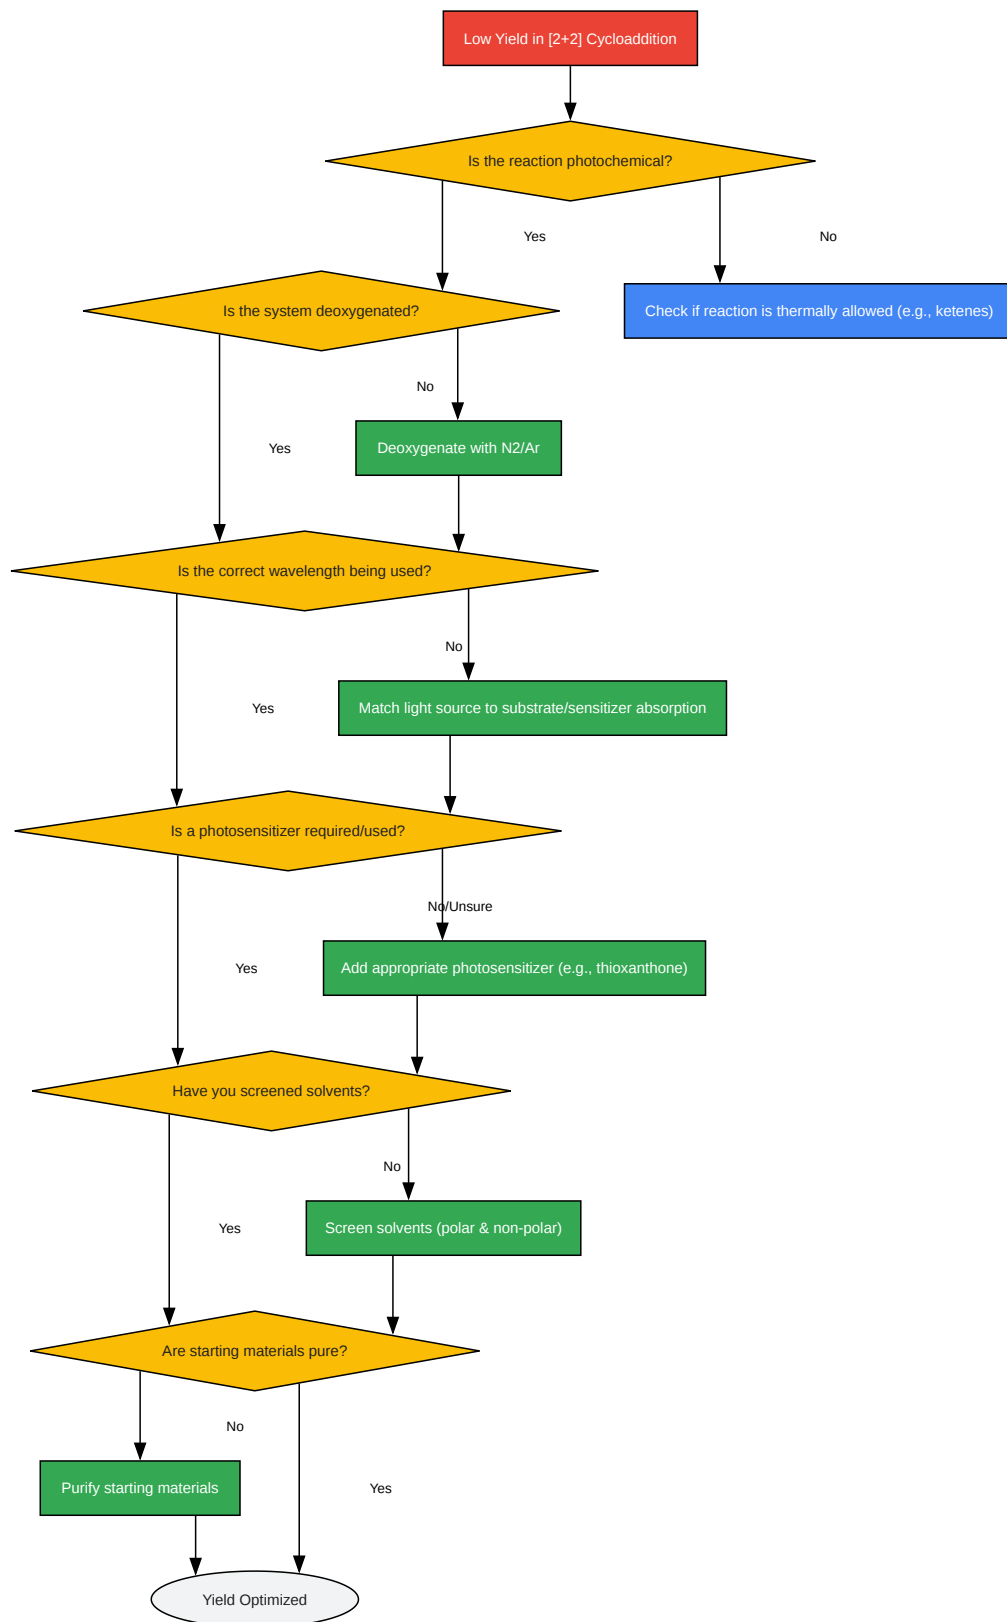 Low Yield in [2+2] Cycloaddition
Is the reaction photochemical?
Yes
No
Is the system deoxygenated?
Check if reaction is thermally allowed (e.g., ketenes)
No
Yes
Deoxygenate with N2/Ar
Is the correct wavelength being used?
No
Yes
Match light source to substrate/sensitizer absorption
Is a photosensitizer required/used?
No/Unsure
Yes
Add appropriate photosensitizer (e.g., thioxanthone)
Have you screened solvents?
No
Yes
Screen solvents (polar & non-polar)
Are starting materials pure?
No
Purify starting materials
Yes
Yield Optimized